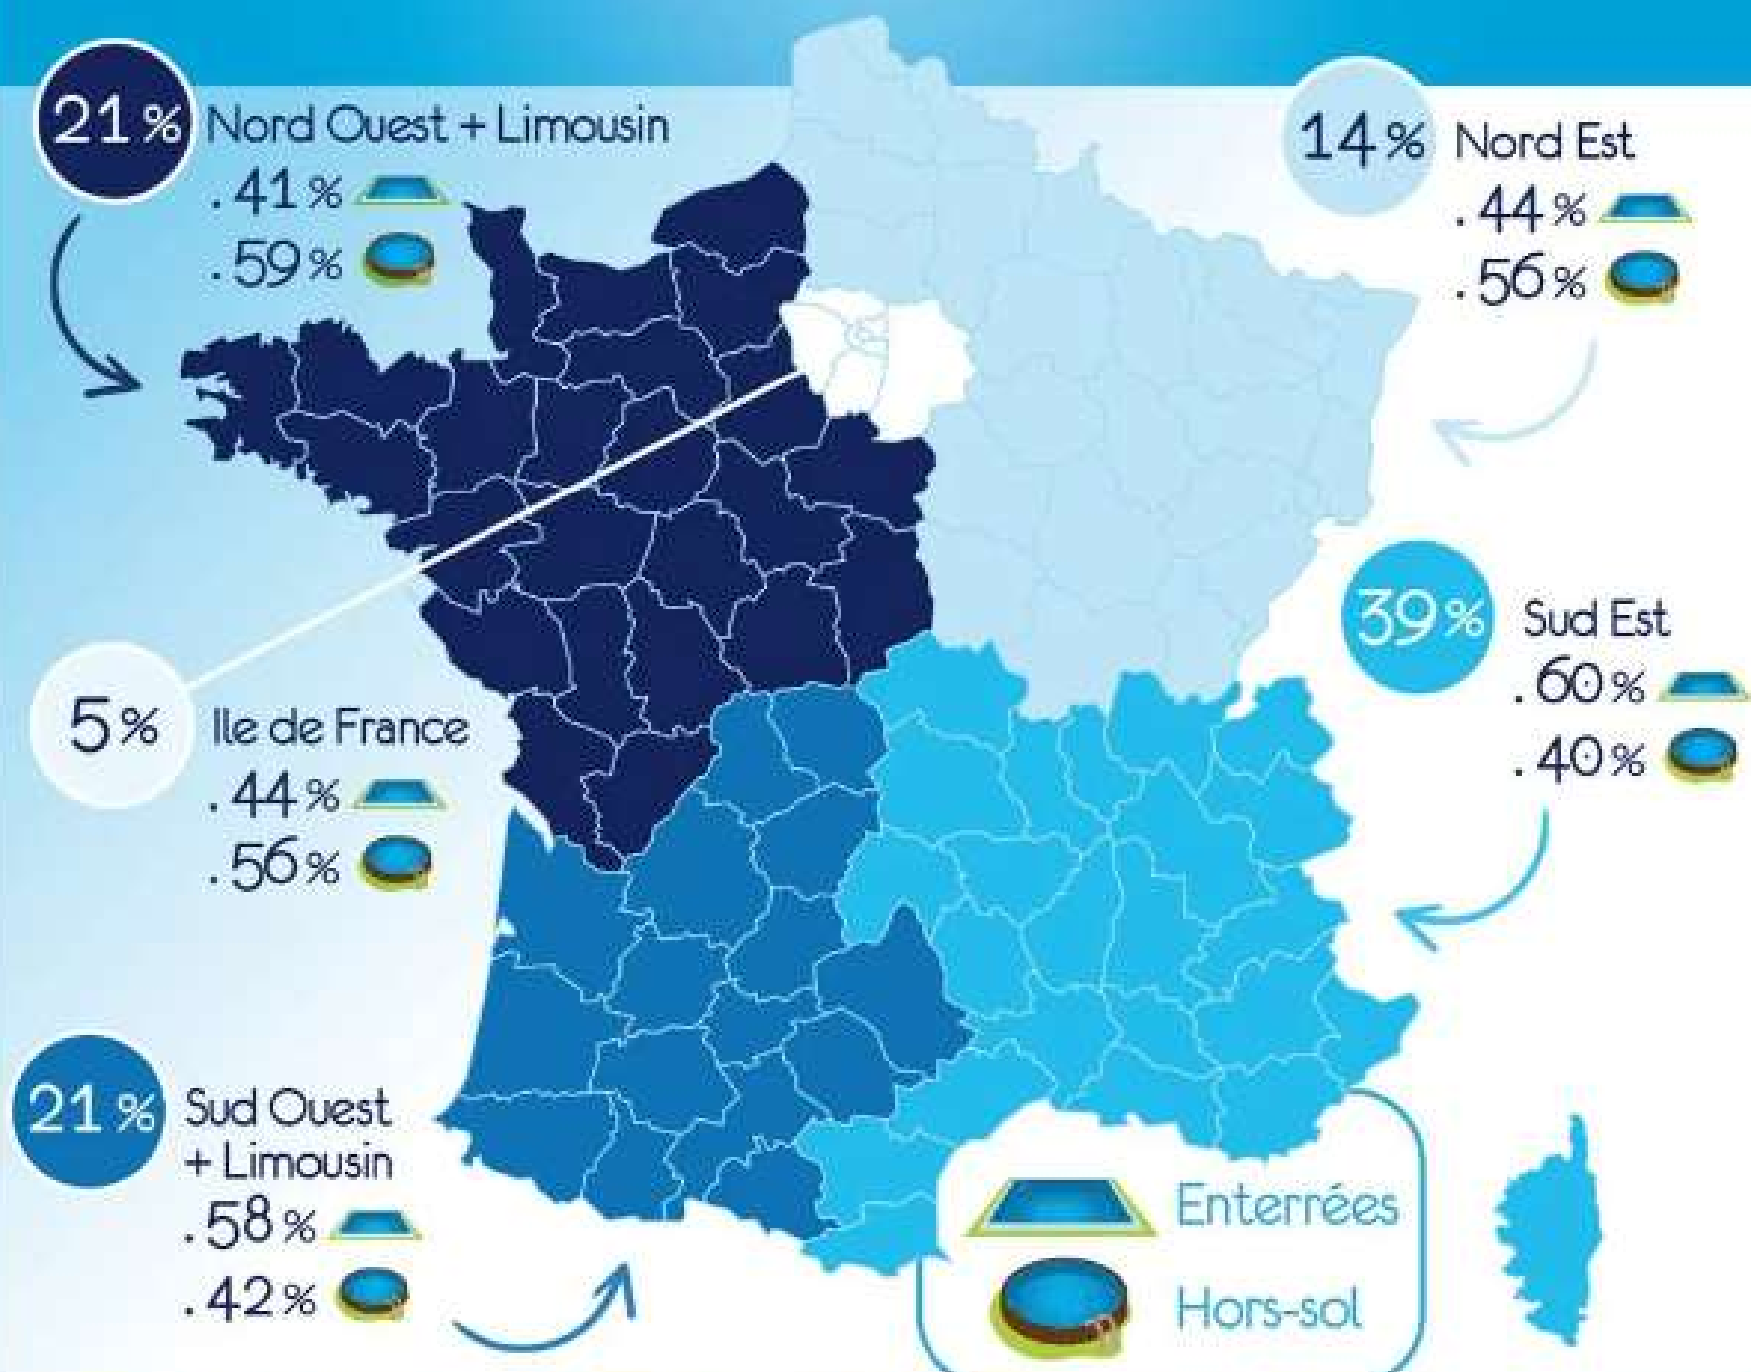 21%
Nord Ouest + Limousin
. 41%
. 59%
14%
Nord Est
. 44%
. 56%
39%
Sud Est
. 60%
. 40%
5%
Ile de France
. 44%
. 56%
21%
Sud Ouest
+ Limousin
. 58%
. 42%
Enterrées
Hors-sol